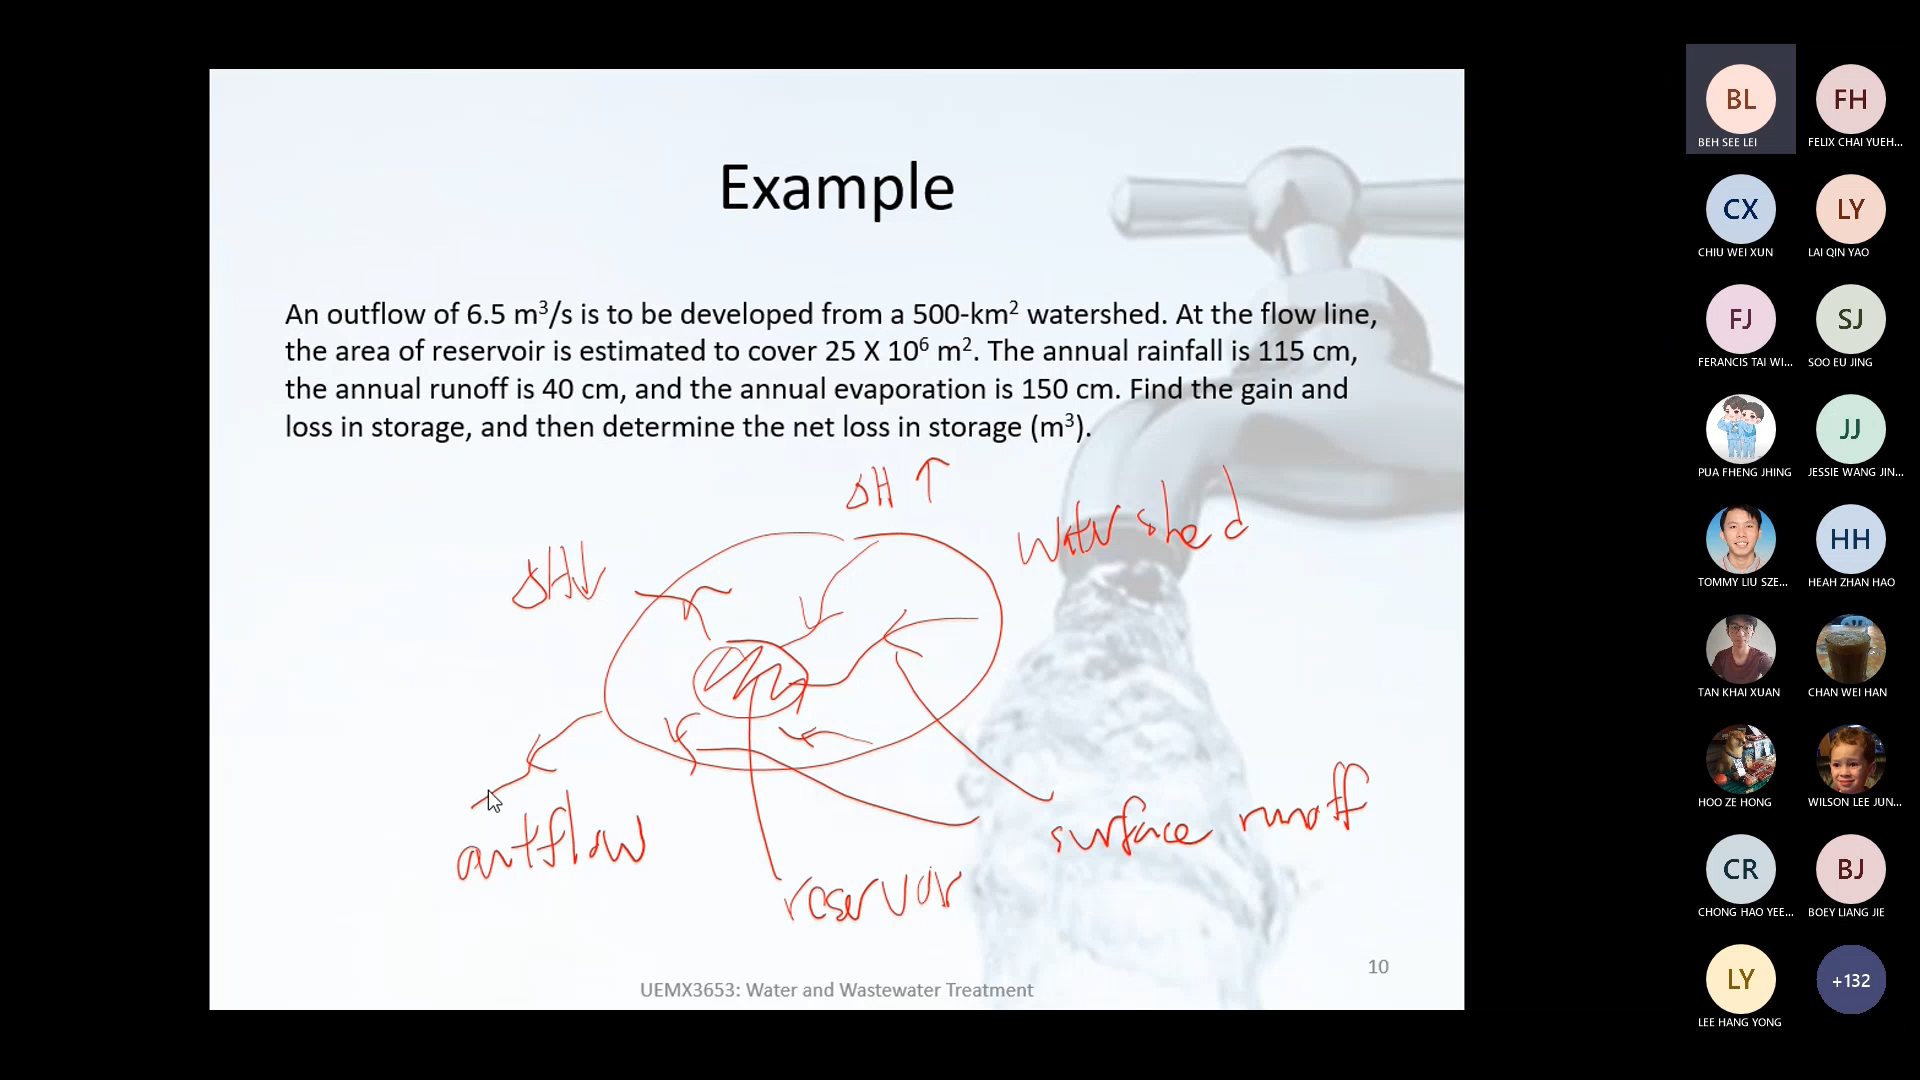 Example
An outflow of 6.5 m³/s is to be developed from a 500-km² watershed. At the flow line,
the area of reservoir is estimated to cover 25 X 10⁶ m². The annual rainfall is 115 cm,
the annual runoff is 40 cm, and the annual evaporation is 150 cm. Find the gain and
loss in storage, and then determine the net loss in storage (m³).
ΔH ↑
Watershed
ΔH↓
surface runoff
outflow
reservoir
10
UEMX3653: Water and Wastewater Treatment
BL
BEH SEE LEI
FH
FELIX CHAI YUEH...
CX
CHIU WEI XUN
LY
LAI QIN YAO
FJ
FERANCIS TAI WI...
SJ
SOO EU JING
PUA FHENG JHING
JJ
JESSIE WANG JIN...
TOMMY LIU SZE...
HH
HEAH ZHAN HAO
TAN KHAI XUAN
CHAN WEI HAN
HOO ZE HONG
WILSON LEE JUN...
CR
CHONG HAO YEE...
BJ
BOEY LIANG JIE
LY
LEE HANG YONG
+132